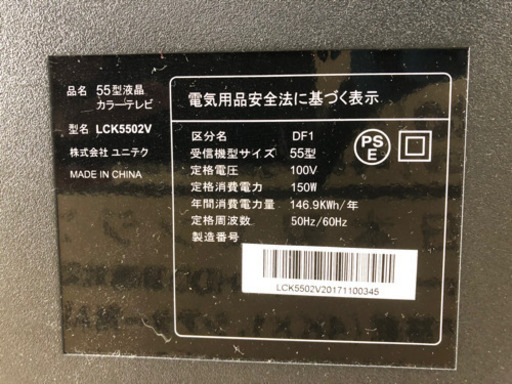 品名 55型液晶
カラーテレビ
型名 LCK5502V
株式会社 ユニテク
MADE IN CHINA
電気用品安全法に基づく表示
区分名 DF1
受信機型サイズ 55型
定格電圧 100V
定格消費電力 150W
年間消費電力量 146.9KWh/年
定格周波数 50Hz/60Hz
製造番号
PS
E
LCK5502V20171100345